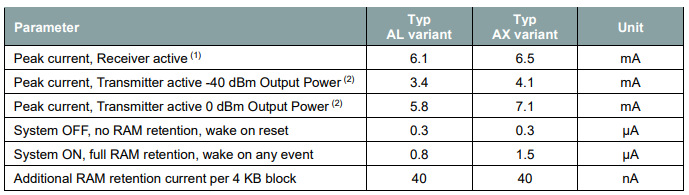 Parameter Typ AL variant Typ AX variant Unit
Peak current, Receiver active (1) 6.1 6.5 mA
Peak current, Transmitter active -40 dBm Output Power (2) 3.4 4.1 mA
Peak current, Transmitter active 0 dBm Output Power (2) 5.8 7.1 mA
System OFF, no RAM retention, wake on reset 0.3 0.3 µA
System ON, full RAM retention, wake on any event 0.8 1.5 µA
Additional RAM retention current per 4 KB block 40 40 nA